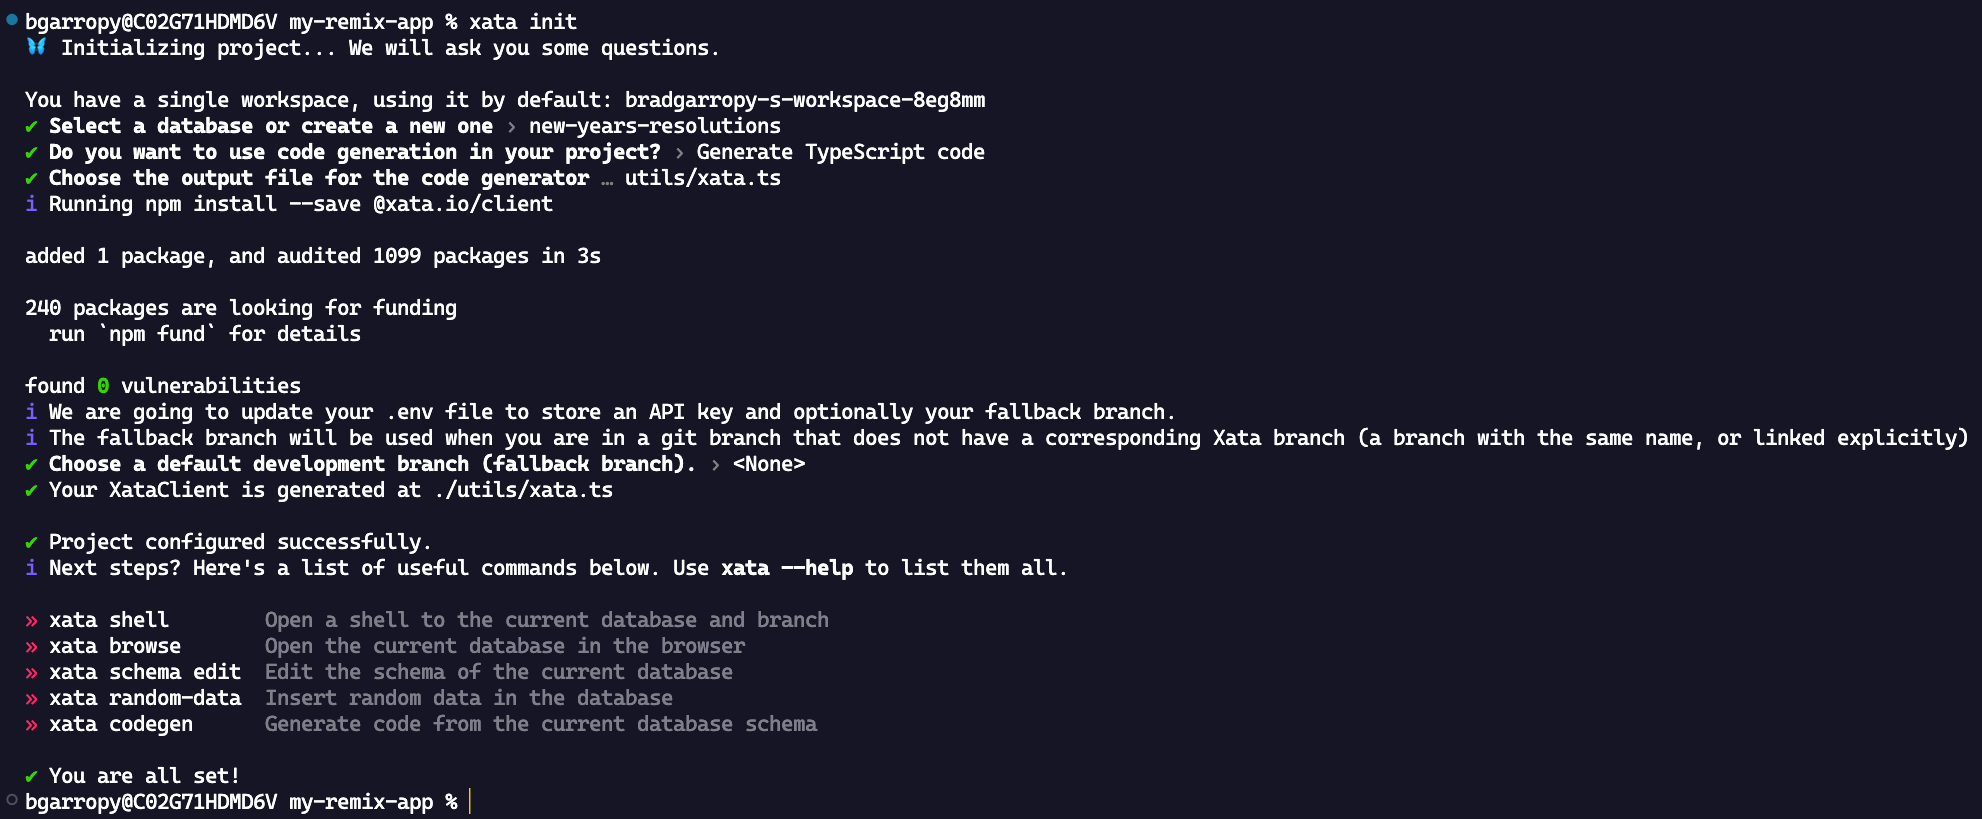 bgarropy@C02G71HDMD6V my-remix-app % xata init
🦋 Initializing project... We will ask you some questions.
You have a single workspace, using it by default: bradgarropy-s-workspace-8eg8mm
✔ Select a database or create a new one › new-years-resolutions
✔ Do you want to use code generation in your project? › Generate TypeScript code
✔ Choose the output file for the code generator … utils/xata.ts
i Running npm install --save @xata.io/client
added 1 package, and audited 1099 packages in 3s
240 packages are looking for funding
run `npm fund` for details
found 0 vulnerabilities
i We are going to update your .env file to store an API key and optionally your fallback branch.
i The fallback branch will be used when you are in a git branch that does not have a corresponding Xata branch (a branch with the same name, or linked explicitly)
✔ Choose a default development branch (fallback branch). › <None>
✔ Your XataClient is generated at ./utils/xata.ts
✔ Project configured successfully.
i Next steps? Here's a list of useful commands below. Use xata --help to list them all.
» xata shell Open a shell to the current database and branch
» xata browse Open the current database in the browser
» xata schema edit Edit the schema of the current database
» xata random-data Insert random data in the database
» xata codegen Generate code from the current database schema
✔ You are all set!
bgarropy@C02G71HDMD6V my-remix-app %